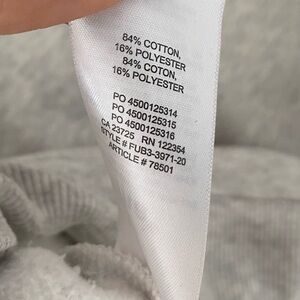 84% COTTON,
16% POLYESTER
84% COTON,
16% POLYESTER
PO 4500125314
PO 4500125315
PO 4500125316
CA 23725 RN 122354
STYLE # FUB3-3971-20
ARTICLE # 78501